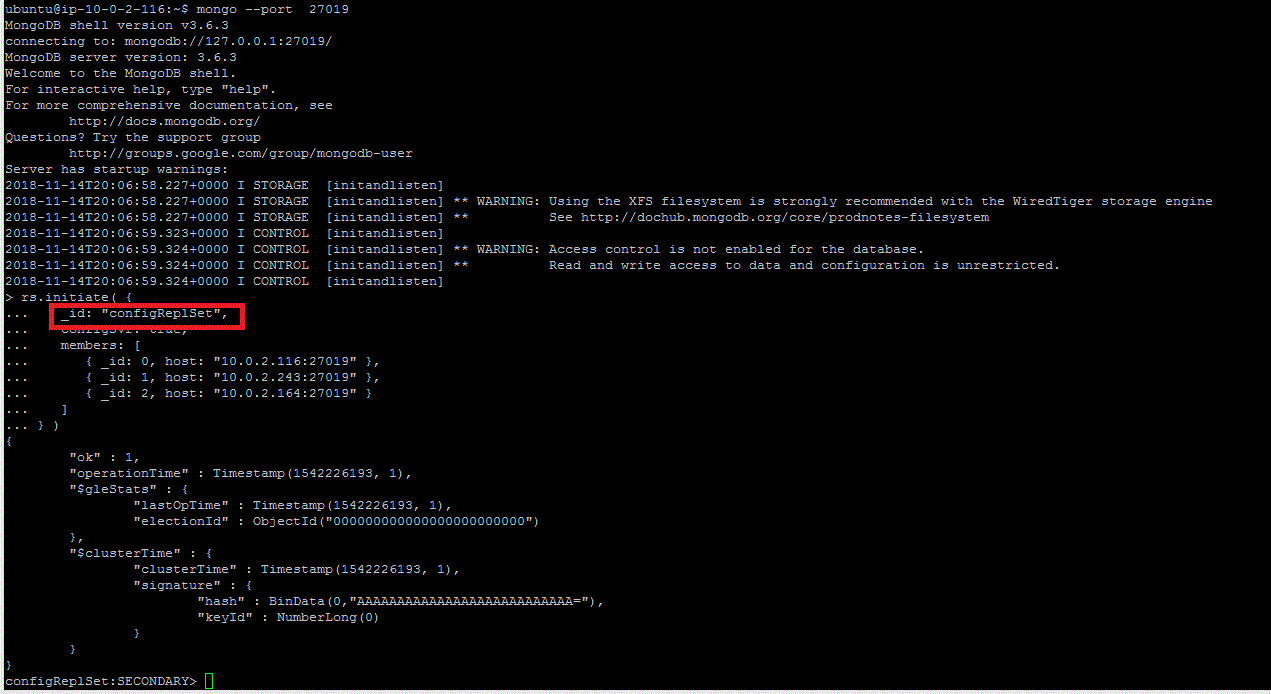 ubuntu@ip-10-0-2-116:~$ mongo --port  27019
MongoDB shell version v3.6.3
connecting to: mongodb://127.0.0.1:27019/
MongoDB server version: 3.6.3
Welcome to the MongoDB shell.
For interactive help, type "help".
For more comprehensive documentation, see
        http://docs.mongodb.org/
Questions? Try the support group
        http://groups.google.com/group/mongodb-user
Server has startup warnings:
2018-11-14T20:06:58.227+0000 I STORAGE  [initandlisten]
2018-11-14T20:06:58.227+0000 I STORAGE  [initandlisten] ** WARNING: Using the XFS filesystem is strongly recommended with the WiredTiger storage engine
2018-11-14T20:06:58.227+0000 I STORAGE  [initandlisten] **          See http://dochub.mongodb.org/core/prodnotes-filesystem
2018-11-14T20:06:59.323+0000 I CONTROL  [initandlisten]
2018-11-14T20:06:59.324+0000 I CONTROL  [initandlisten] ** WARNING: Access control is not enabled for the database.
2018-11-14T20:06:59.324+0000 I CONTROL  [initandlisten] **          Read and write access to data and configuration is unrestricted.
2018-11-14T20:06:59.324+0000 I CONTROL  [initandlisten]
> rs.initiate( {
...    _id: "configReplSet",
...    configsvr: true,
...    members: [
...       { _id: 0, host: "10.0.2.116:27019" },
...       { _id: 1, host: "10.0.2.243:27019" },
...       { _id: 2, host: "10.0.2.164:27019" }
...    ]
... } )
{
        "ok" : 1,
        "operationTime" : Timestamp(1542226193, 1),
        "$gleStats" : {
                "lastOpTime" : Timestamp(1542226193, 1),
                "electionId" : ObjectId("000000000000000000000000")
        },
        "$clusterTime" : {
                "clusterTime" : Timestamp(1542226193, 1),
                "signature" : {
                        "hash" : BinData(0,"AAAAAAAAAAAAAAAAAAAAAAAAAAA="),
                        "keyId" : NumberLong(0)
                }
        }
}
configReplSet:SECONDARY>